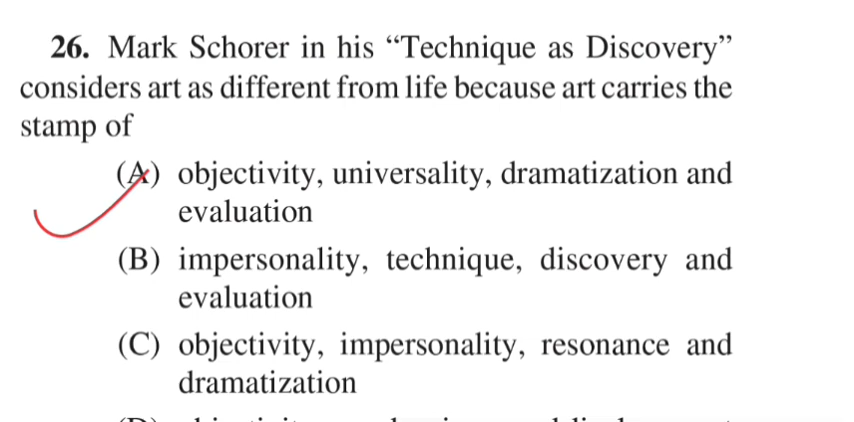 26. Mark Schorer in his “Technique as Discovery”
considers art as different from life because art carries the
stamp of
(A) objectivity, universality, dramatization and
evaluation
(B) impersonality, technique, discovery and
evaluation
(C) objectivity, impersonality, resonance and
dramatization